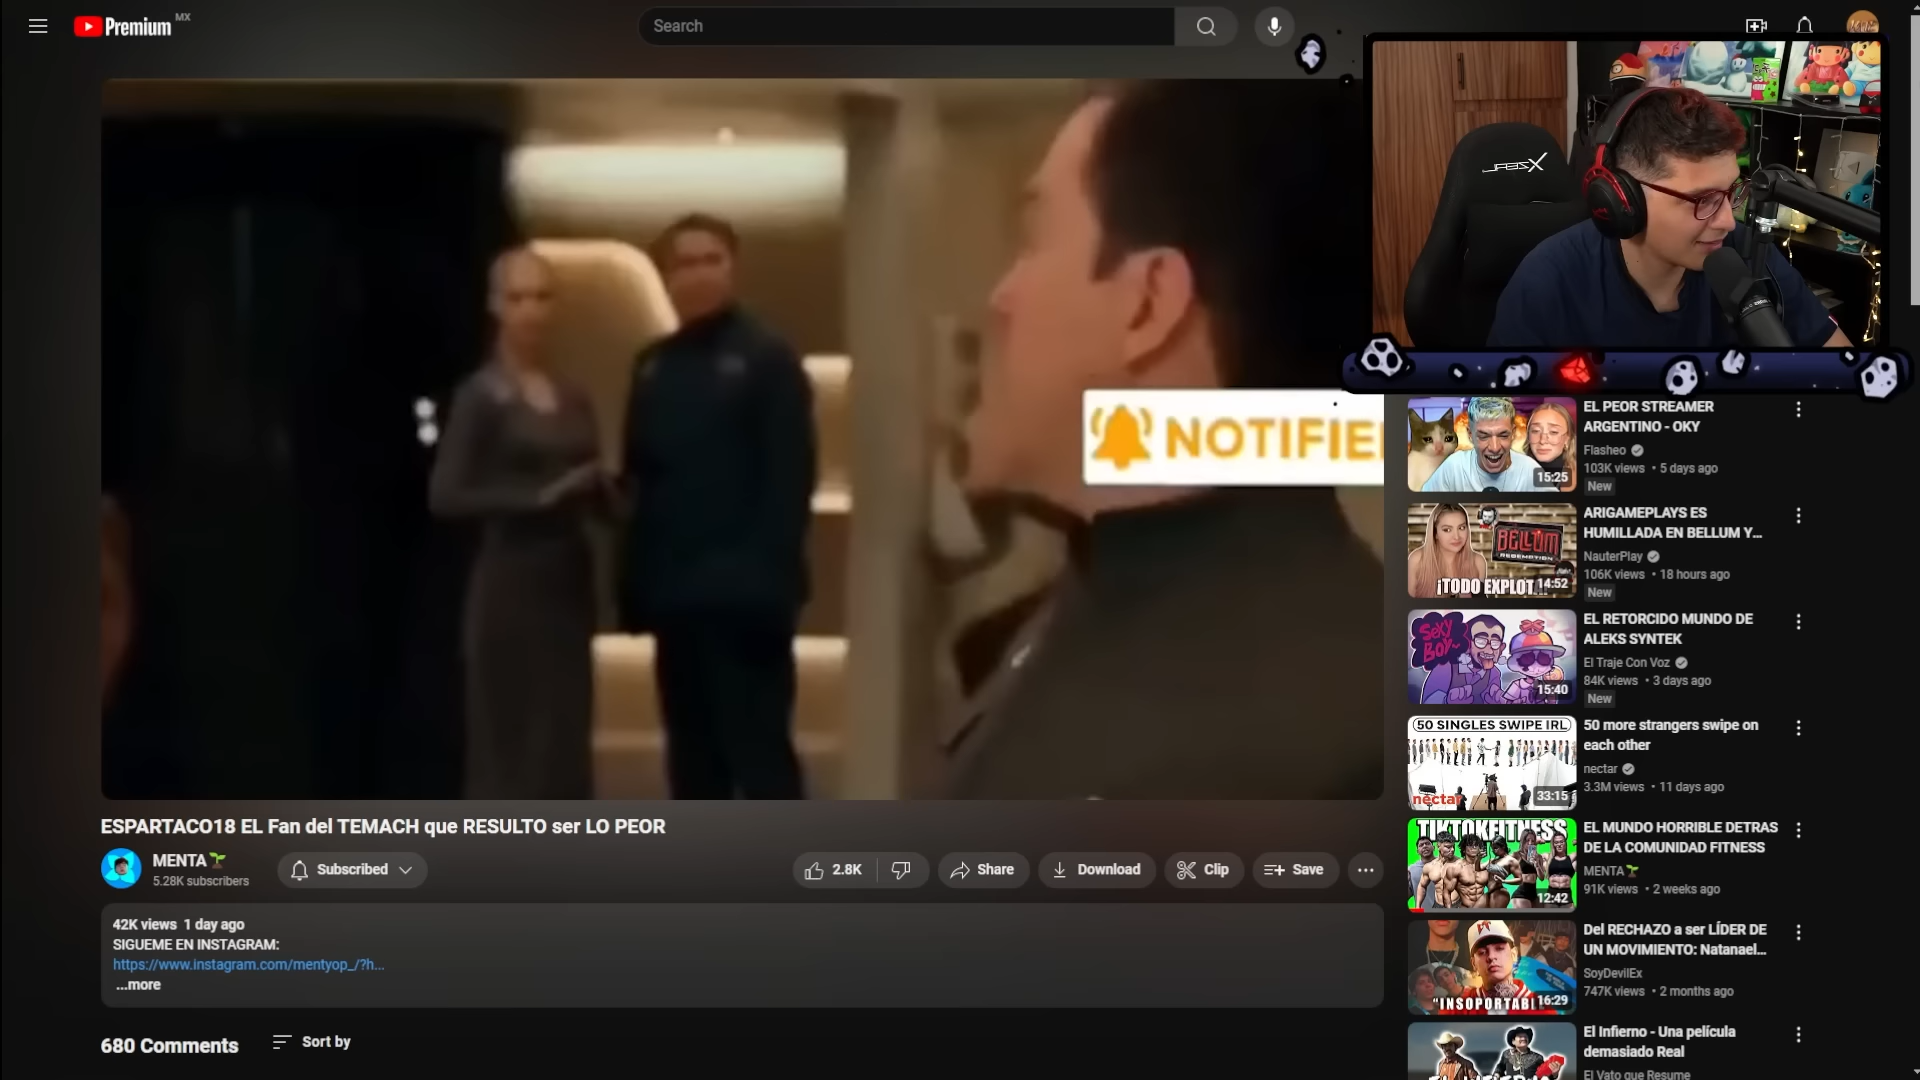 Premium MX
Search
NOTIFIE
EL PEOR STREAMER
ARGENTINO - OKY
Flasheo
103K views • 5 days ago
New
15:25
ARIGAMEPLAYS ES
HUMILLADA EN BELLUM Y...
NauterPlay
106K views • 18 hours ago
New
BELLUM
REDEMPTION
¡TODO EXPLOT...
14:52
EL RETORCIDO MUNDO DE
ALEKS SYNTEK
El Traje Con Voz
84K views • 3 days ago
New
SEXY
BOY
15:40
50 SINGLES SWIPE IRL
50 more strangers swipe on
each other
nectar
3.3M views • 11 days ago
nectar
33:15
TIKTOKFITNESS
EL MUNDO HORRIBLE DETRAS
DE LA COMUNIDAD FITNESS
MENTA
91K views • 2 weeks ago
12:42
Del RECHAZO a ser LÍDER DE
UN MOVIMIENTO: Natanael...
SoyDevilEx
747K views • 2 months ago
"INSOPORTABL
16:29
El Infierno - Una película
demasiado Real
El Vato que Resume
ESPARTACO18 EL Fan del TEMACH que RESULTO ser LO PEOR
MENTA
5.28K subscribers
Subscribed
2.8K
Share
Download
Clip
Save
42K views 1 day ago
SIGUEME EN INSTAGRAM:
https://www.instagram.com/mentyop_/?h...
...more
680 Comments
Sort by